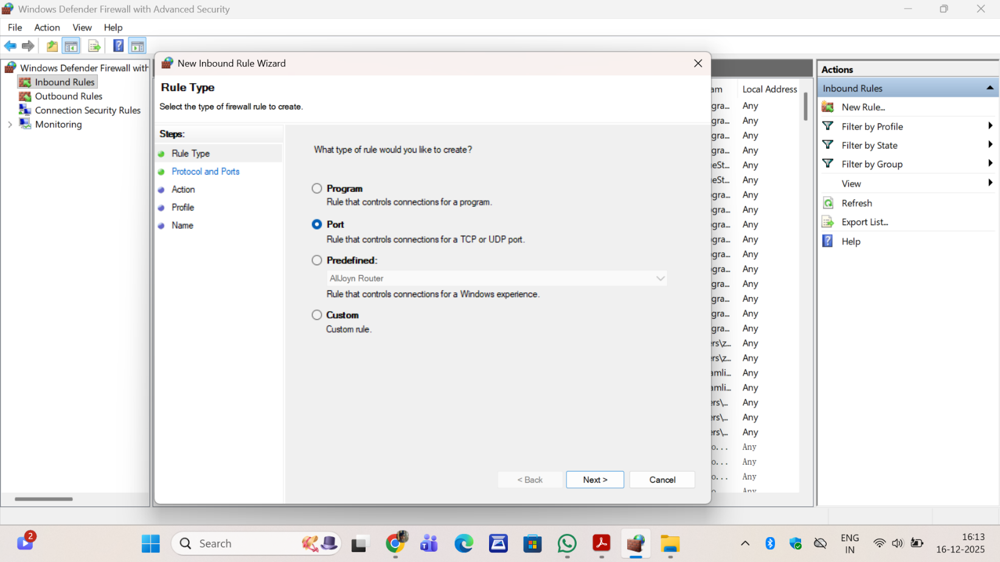 Windows Defender Firewall with Advanced Security
File Action View Help
Windows Defender Firewall with
Inbound Rules
Outbound Rules
Connection Security Rules
Monitoring
New Inbound Rule Wizard
Rule Type
Select the type of firewall rule to create.
Steps:
Rule Type
Protocol and Ports
Action
Profile
Name
What type of rule would you like to create?
Program
Rule that controls connections for a program.
Port
Rule that controls connections for a TCP or UDP port.
Predefined:
AllJoyn Router
Rule that controls connections for a Windows experience.
Custom
Custom rule.
< Back Next > Cancel
am Local Address
gra... Any
gra... Any
gra... Any
gra... Any
eSt... Any
eSt... Any
gra... Any
gra... Any
gra... Any
gra... Any
gra... Any
gra... Any
gra... Any
gra... Any
gra... Any
gra... Any
rs\z... Any
rs\z... Any
amli... Any
amli... Any
ers\... Any
ers\... Any
ers\... Any
o... Any
o... Any
o... Any
Any
Actions
Inbound Rules
New Rule...
Filter by Profile
Filter by State
Filter by Group
View
Refresh
Export List...
Help
2
Search
ENG
IN
16:13
16-12-2025